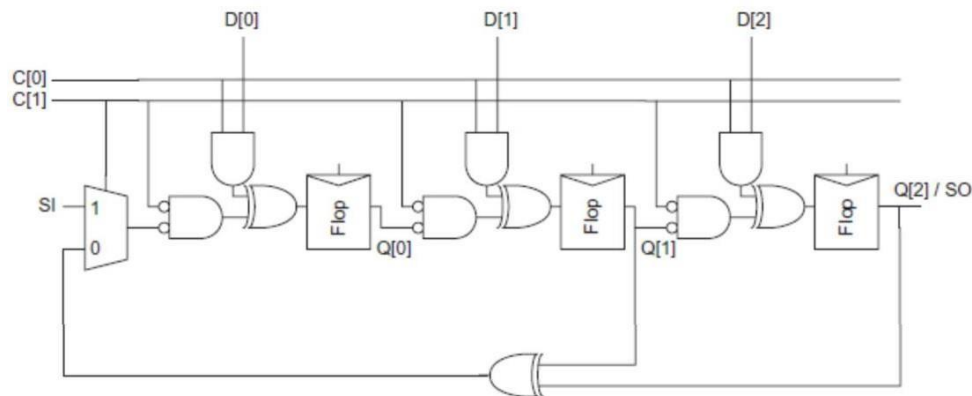 D[0] D[1] D[2]
C[0]
C[1]
SI 1 Flop Flop Flop Q[2] / SO
0 Q[0] Q[1]